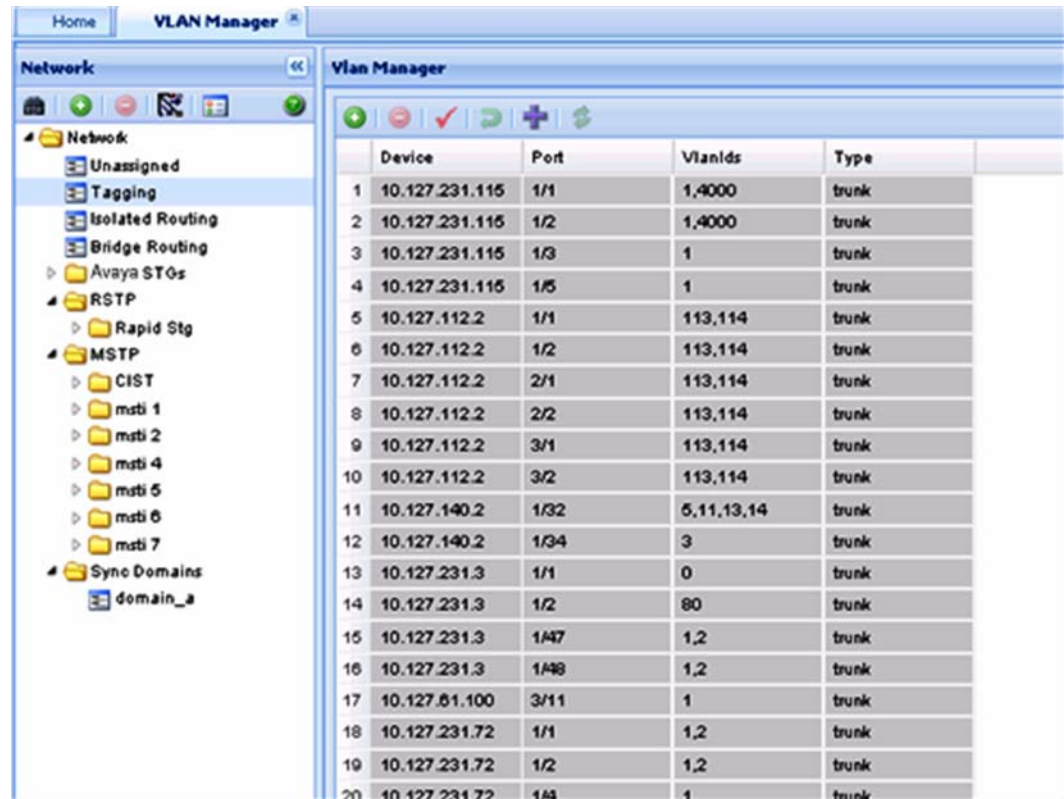 Home VLAN Manager
Network
Network
Unassigned
Tagging
Isolated Routing
Bridge Routing
Avaya STGs
RSTP
Rapid Stg
MSTP
CIST
msti 1
msti 2
msti 4
msti 5
msti 6
msti 7
Sync Domains
domain_a
Vlan Manager
Device Port VlanIds Type
1 10.127.231.115 1/1 1,4000 trunk
2 10.127.231.115 1/2 1,4000 trunk
3 10.127.231.115 1/3 1 trunk
4 10.127.231.115 1/5 1 trunk
5 10.127.112.2 1/1 113,114 trunk
6 10.127.112.2 1/2 113,114 trunk
7 10.127.112.2 2/1 113,114 trunk
8 10.127.112.2 2/2 113,114 trunk
9 10.127.112.2 3/1 113,114 trunk
10 10.127.112.2 3/2 113,114 trunk
11 10.127.140.2 1/32 5,11,13,14 trunk
12 10.127.140.2 1/34 3 trunk
13 10.127.231.3 1/1 0 trunk
14 10.127.231.3 1/2 80 trunk
15 10.127.231.3 1/47 1,2 trunk
16 10.127.231.3 1/48 1,2 trunk
17 10.127.61.100 3/11 1 trunk
18 10.127.231.72 1/1 1,2 trunk
19 10.127.231.72 1/2 1,2 trunk
20 10.127.231.72 1/4 1 trunk